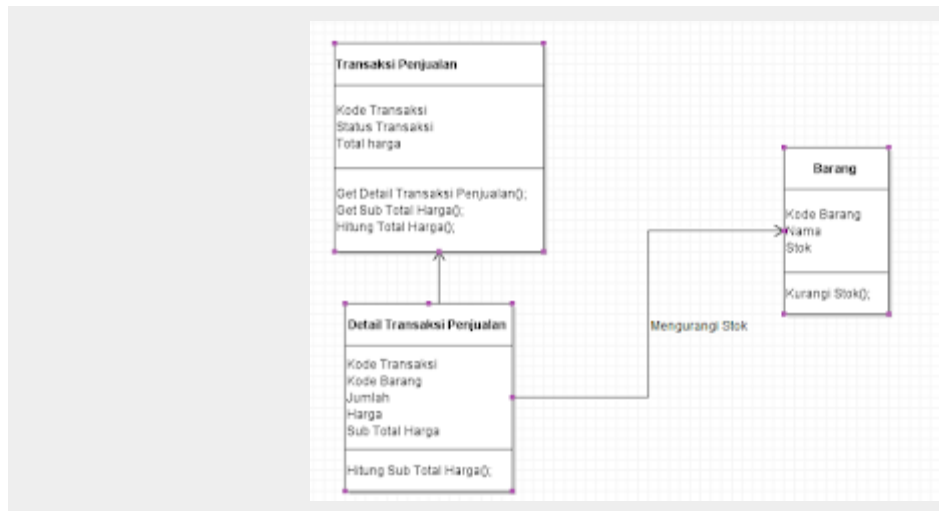 Transaksi Penjualan
Kode Transaksi
Status Transaksi
Total harga
Get Detail Transaksi Penjualan();
Get Sub Total Harga();
Hitung Total Harga();
Barang
Kode Barang
Nama
Stok
Kurangi Stok();
Mengurangi Stok
Detail Transaksi Penjualan
Kode Transaksi
Kode Barang
Jumlah
Harga
Sub Total Harga
Hitung Sub Total Harga();